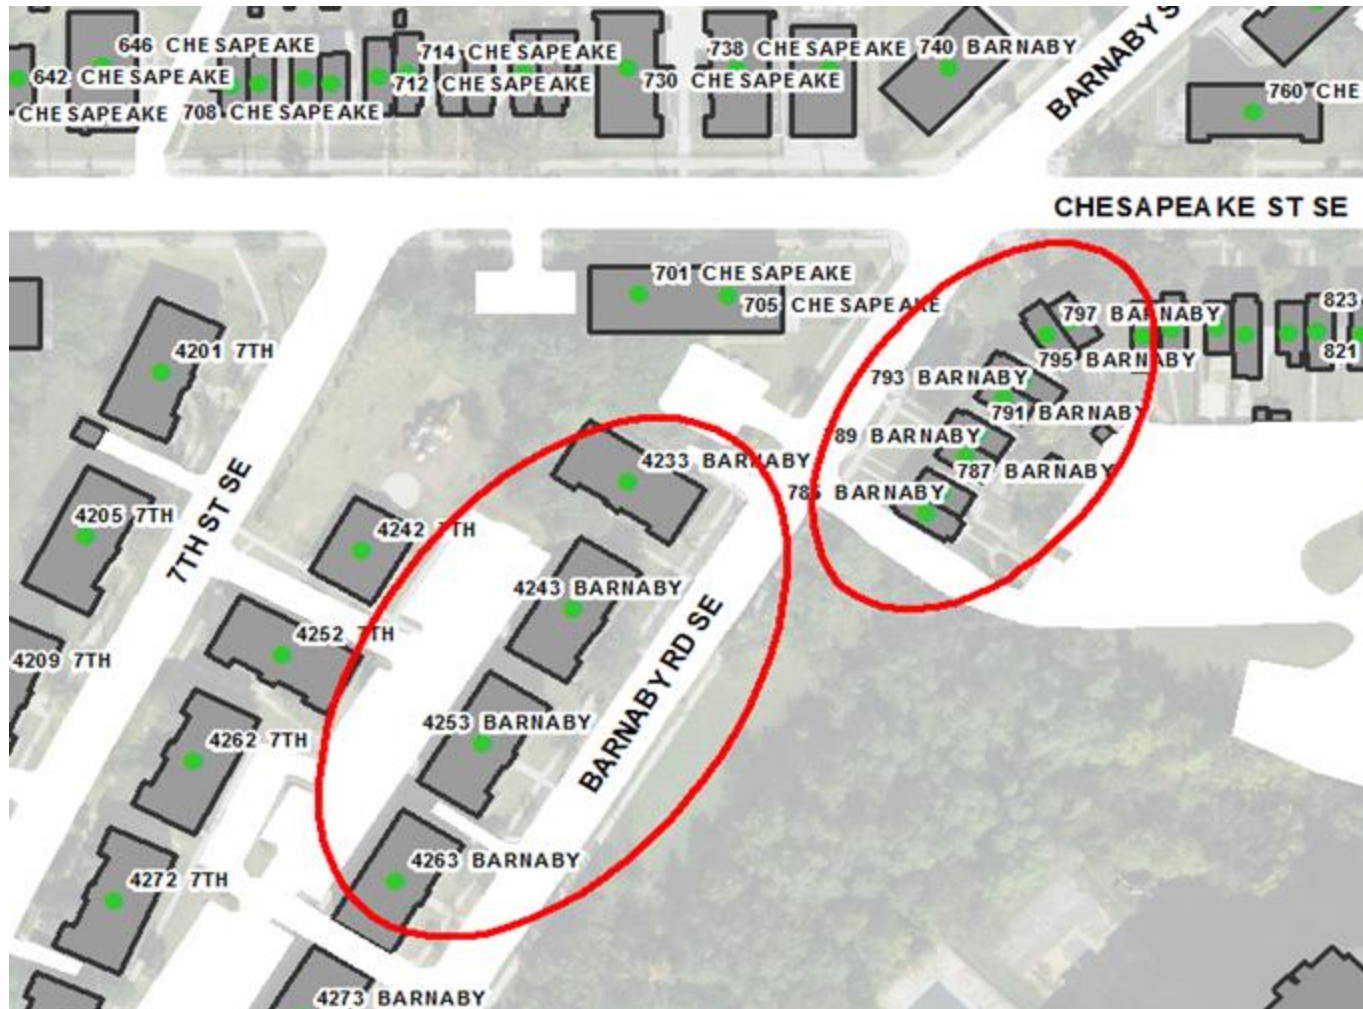 646 CHESAPEAKE
642 CHESAPEAKE
CHESAPEAKE
708 CHESAPEAKE
714 CHESAPEAKE
712 CHESAPEAKE
738 CHESAPEAKE
730 CHESAPEAKE
740 BARNABY
BARNABY S
760 CHE
CHESAPEAKE ST SE
701 CHESAPEAKE
705 CHESAPEAKE
797 BARNABY
795 BARNABY
823
821
4201 7TH
793 BARNABY
791 BARNABY
789 BARNABY
787 BARNABY
785 BARNABY
4233 BARNABY
4205 7TH
7TH ST SE
4242 7TH
4243 BARNABY
4252 7TH
4209 7TH
BARNABY RD SE
4253 BARNABY
4262 7TH
4263 BARNABY
4272 7TH
4273 BARNABY